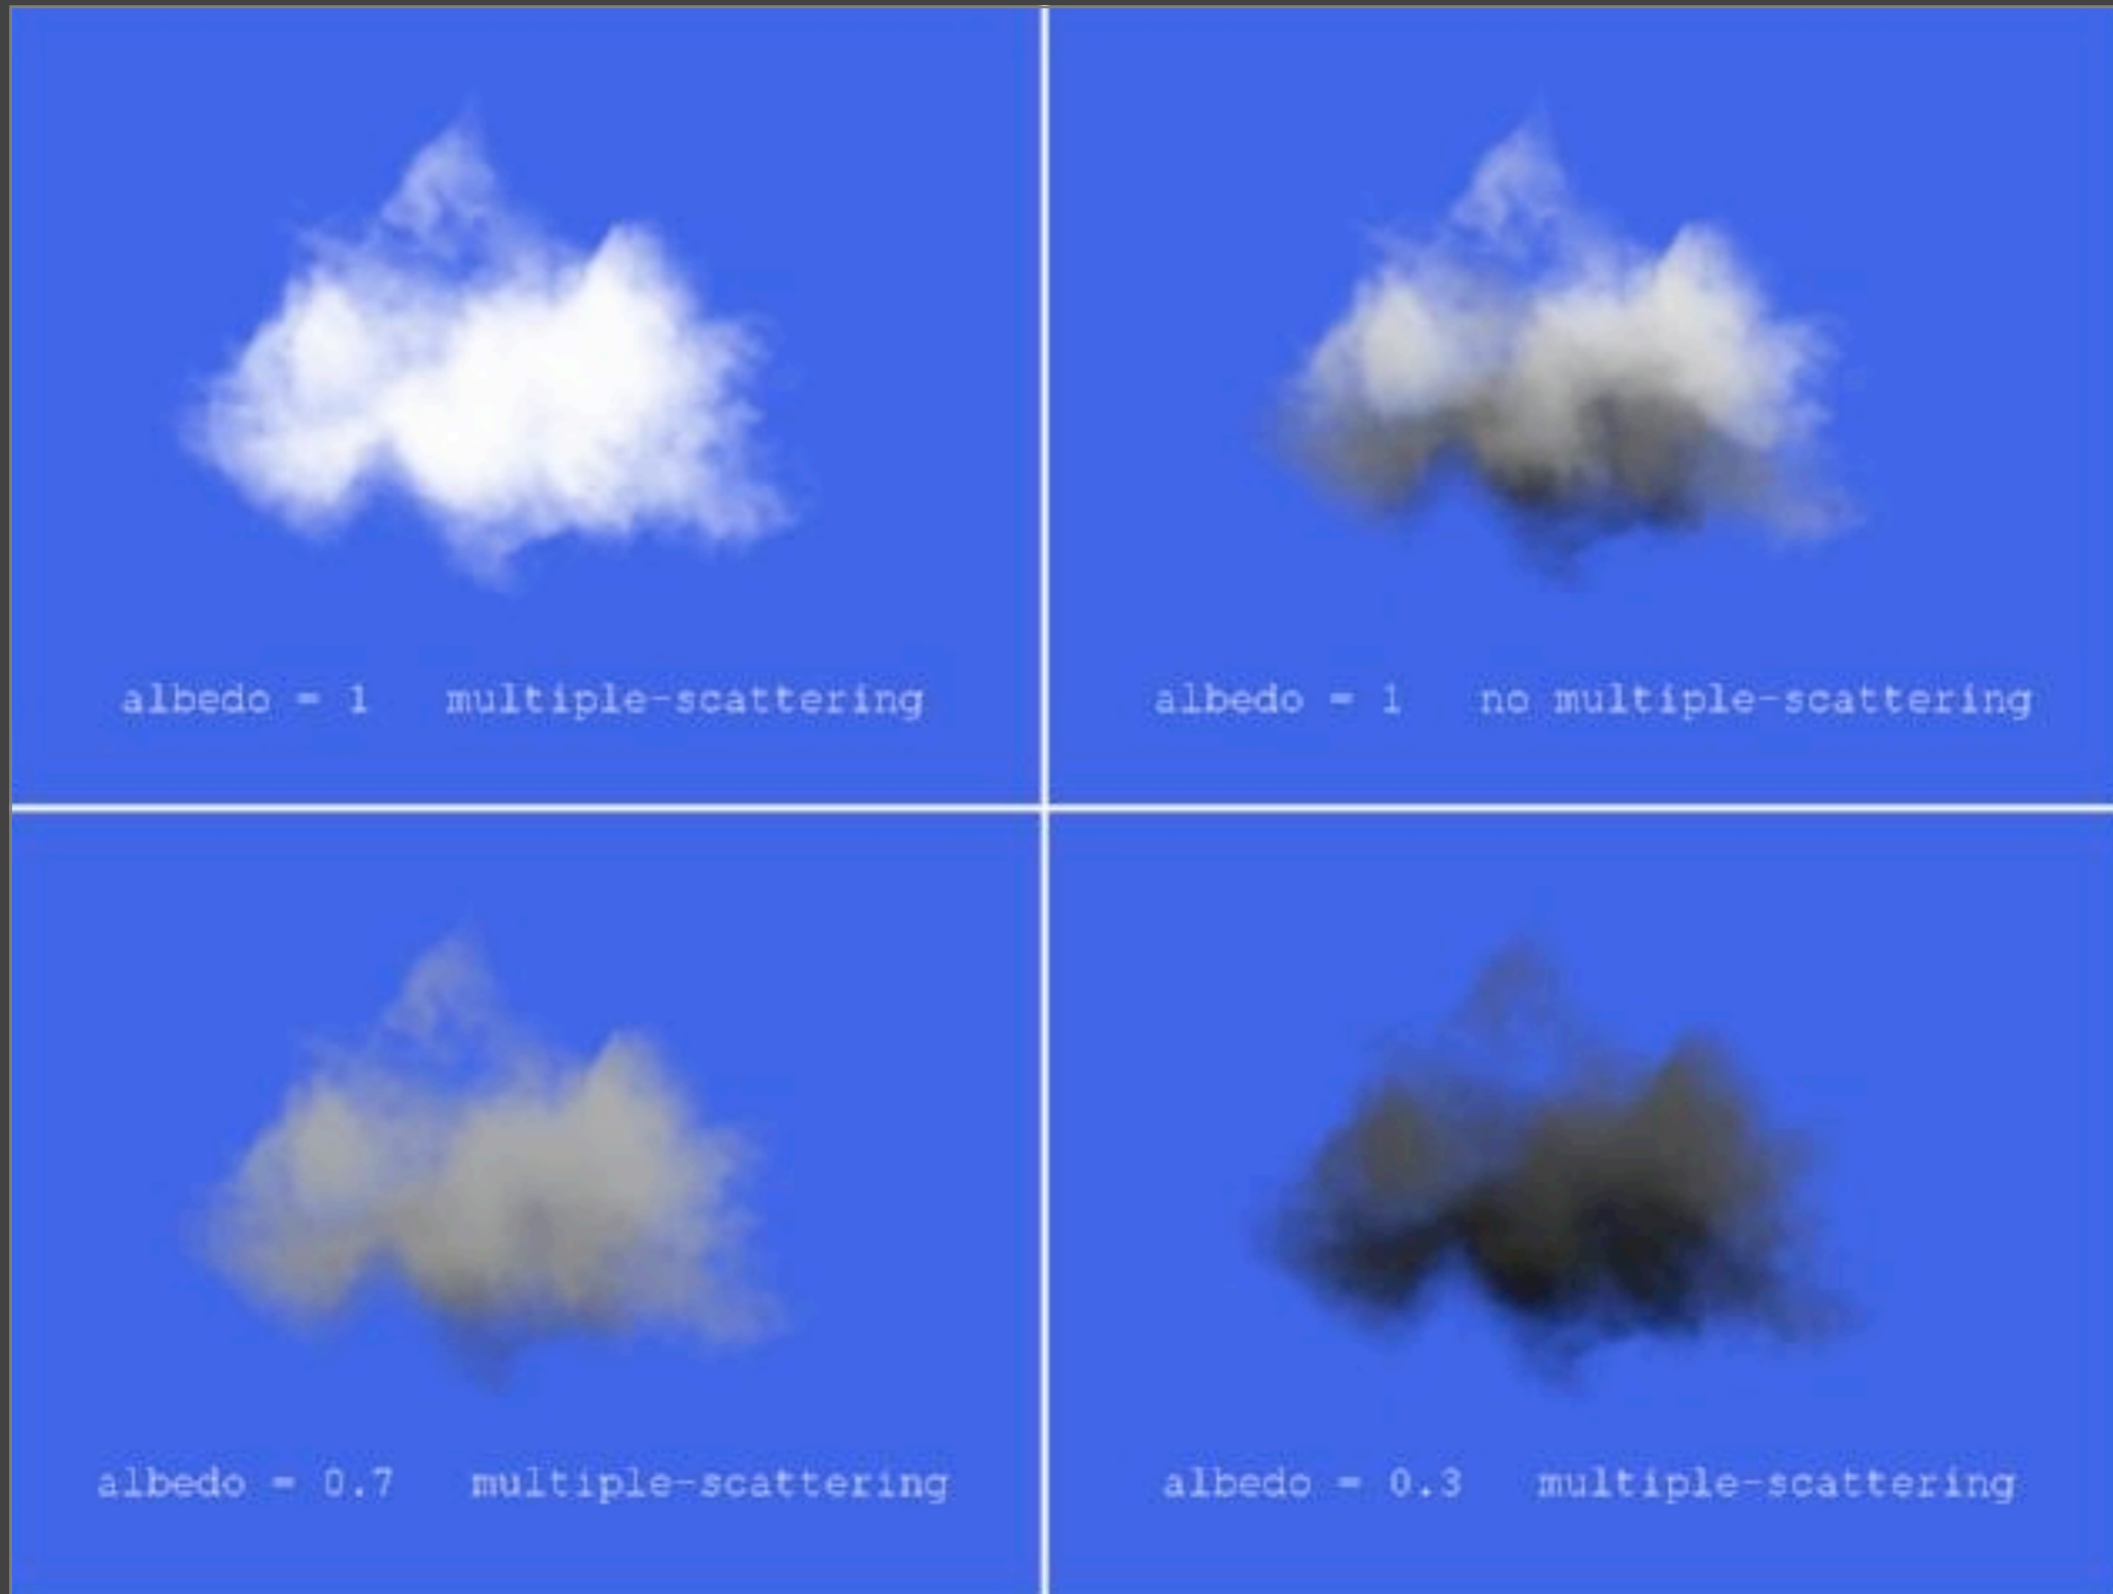 albedo = 1   multiple-scattering
albedo = 1   no multiple-scattering
albedo = 0.7   multiple-scattering
albedo = 0.3   multiple-scattering